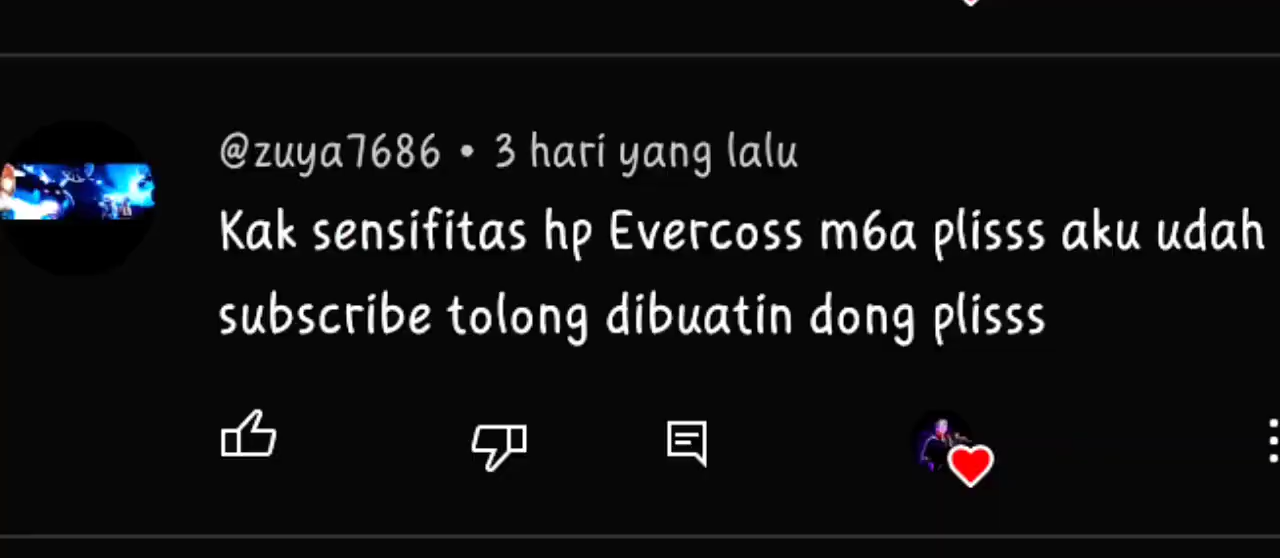 @zuya7686 • 3 hari yang lalu
Kak sensifitas hp Evercoss m6a plisss aku udah
subscribe tolong dibuatin dong plisss